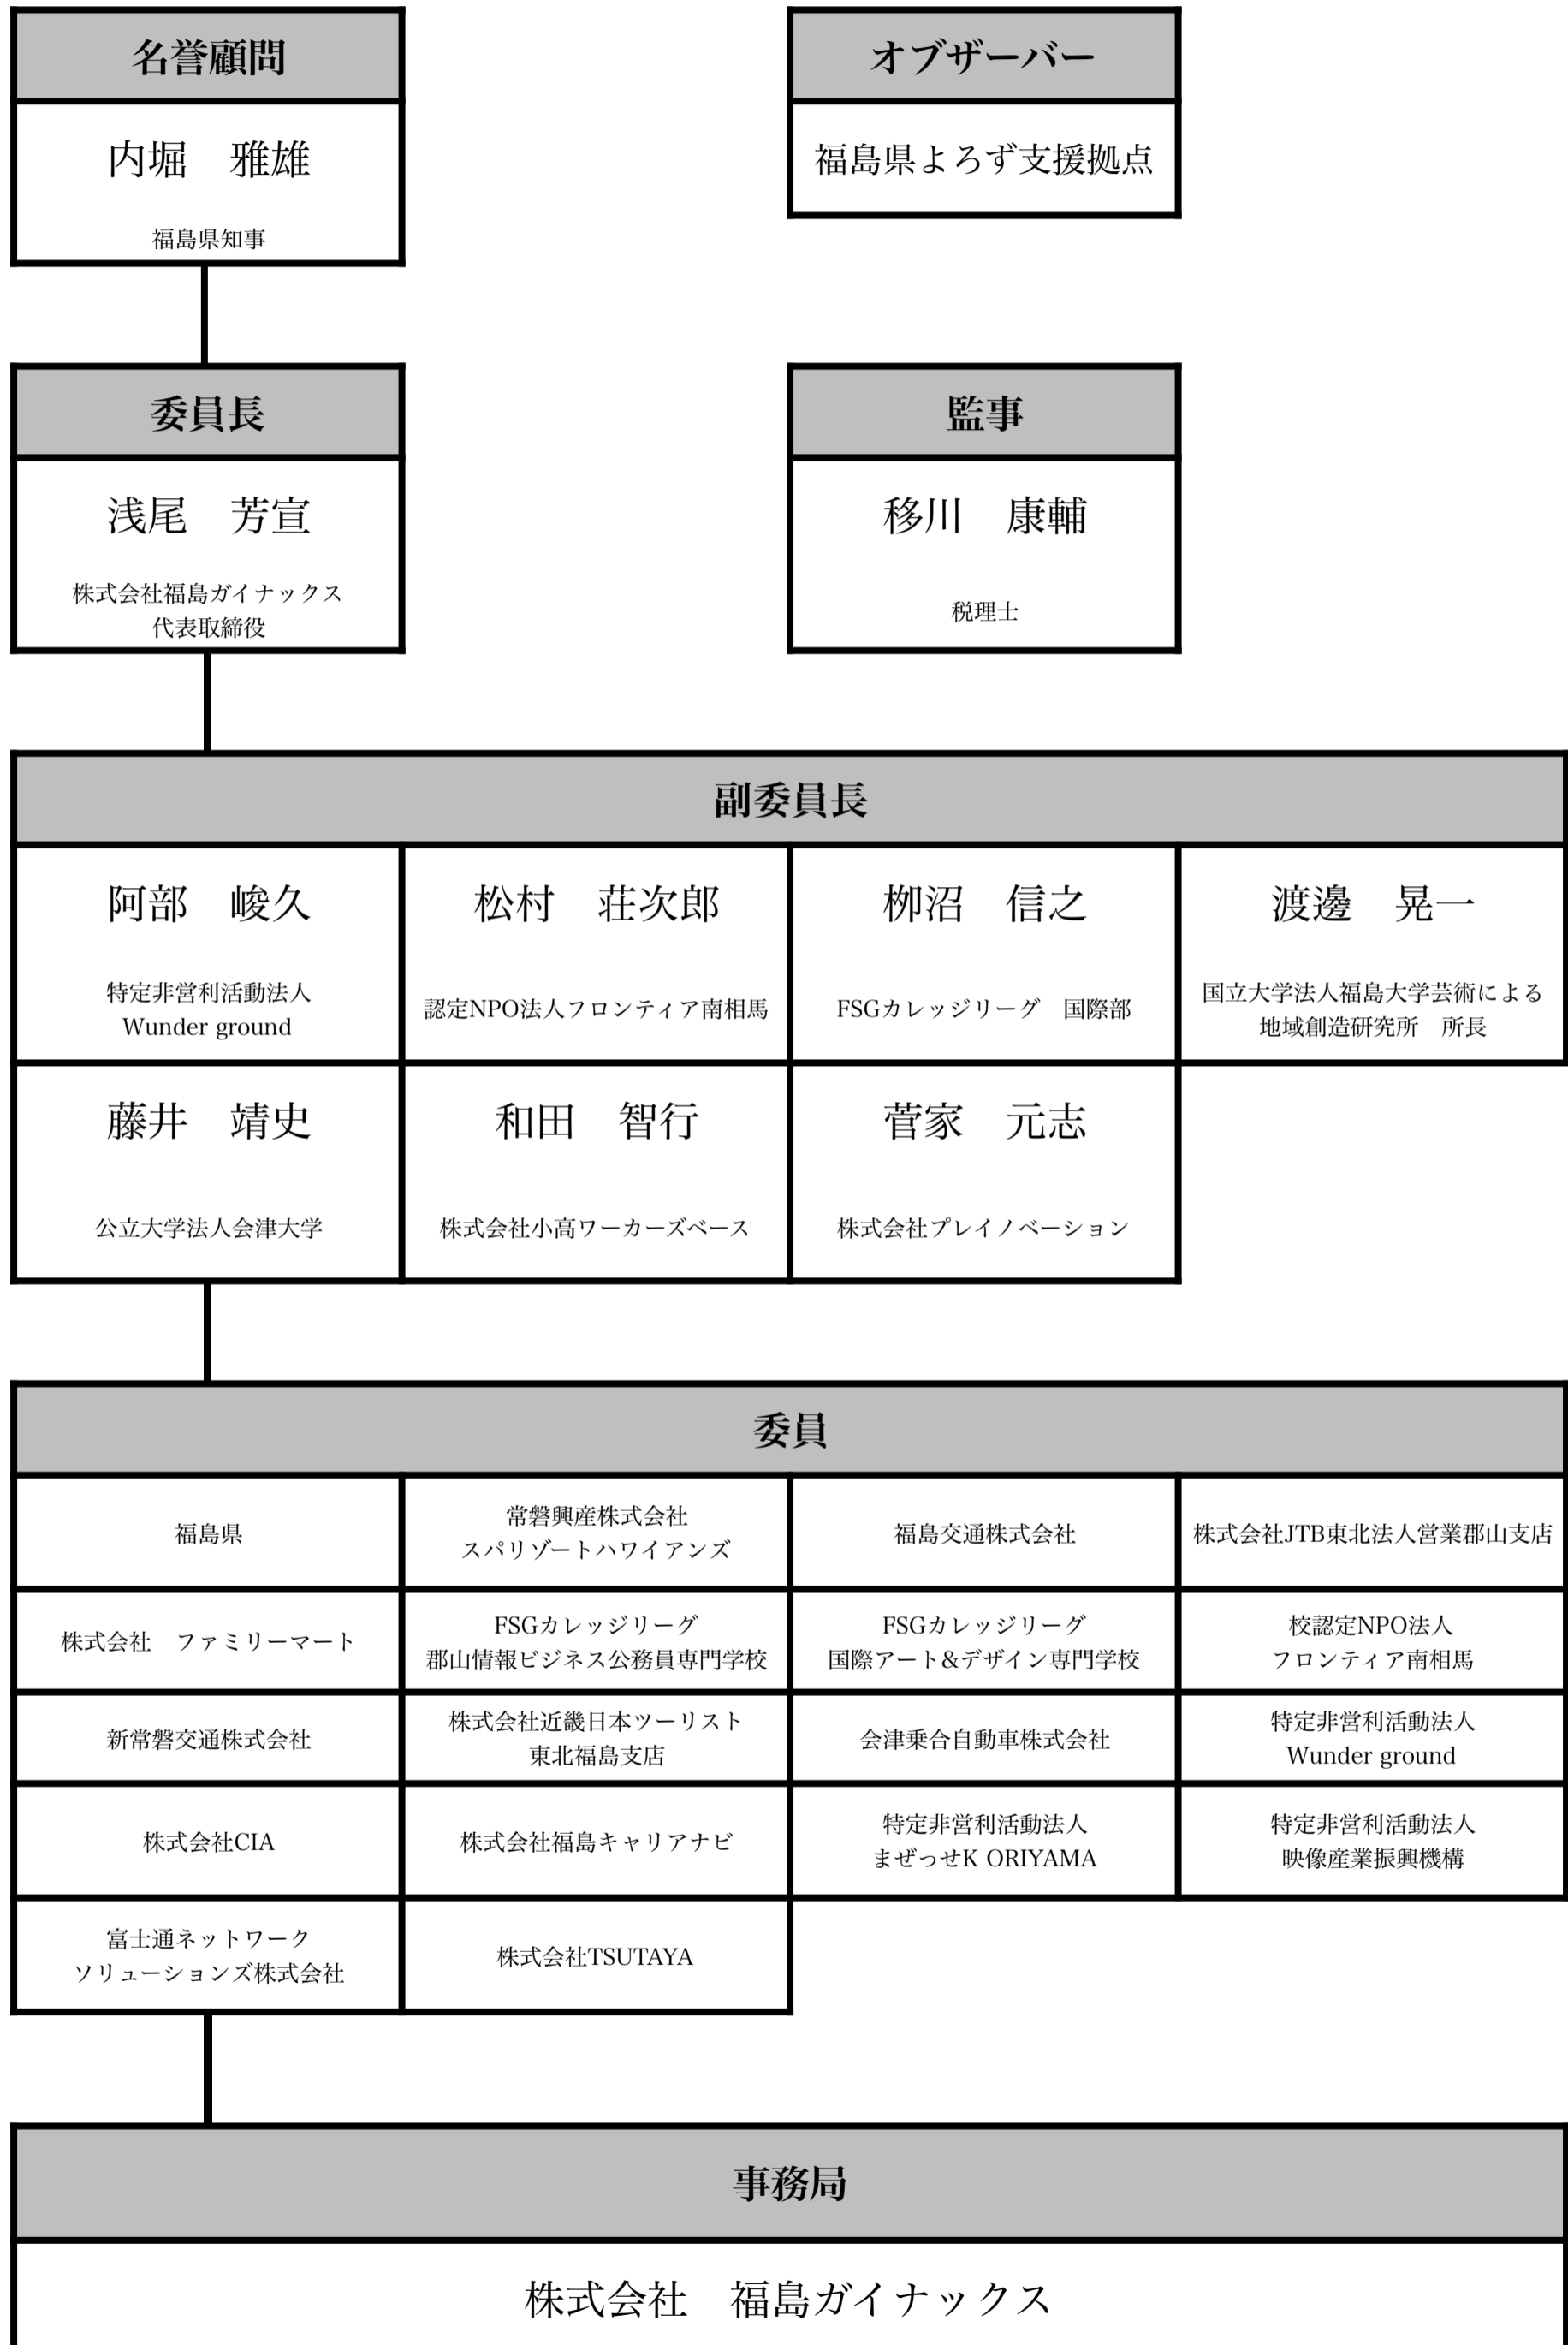 名誉顧問
内堀　雅雄
福島県知事
オブザーバー
福島県よろず支援拠点
委員長
浅尾　芳宣
株式会社福島ガイナックス
代表取締役
監事
移川　康輔
税理士
副委員長
阿部　峻久
特定非営利活動法人
Wunder ground
松村　荘次郎
認定NPO法人フロンティア南相馬
栁沼　信之
FSGカレッジリーグ　国際部
渡邊　晃一
国立大学法人福島大学芸術による
地域創造研究所　所長
藤井　靖史
公立大学法人会津大学
和田　智行
株式会社小高ワーカーズベース
菅家　元志
株式会社プレイノベーション
委員
福島県
常磐興産株式会社
スパリゾートハワイアンズ
福島交通株式会社
株式会社JTB東北法人営業郡山支店
株式会社　ファミリーマート
FSGカレッジリーグ
郡山情報ビジネス公務員専門学校
FSGカレッジリーグ
国際アート&デザイン専門学校
校認定NPO法人
フロンティア南相馬
新常磐交通株式会社
株式会社近畿日本ツーリスト
東北福島支店
会津乗合自動車株式会社
特定非営利活動法人
Wunder ground
株式会社CIA
株式会社福島キャリアナビ
特定非営利活動法人
まぜっせK ORIYAMA
特定非営利活動法人
映像産業振興機構
富士通ネットワーク
ソリューションズ株式会社
株式会社TSUTAYA
事務局
株式会社　福島ガイナックス